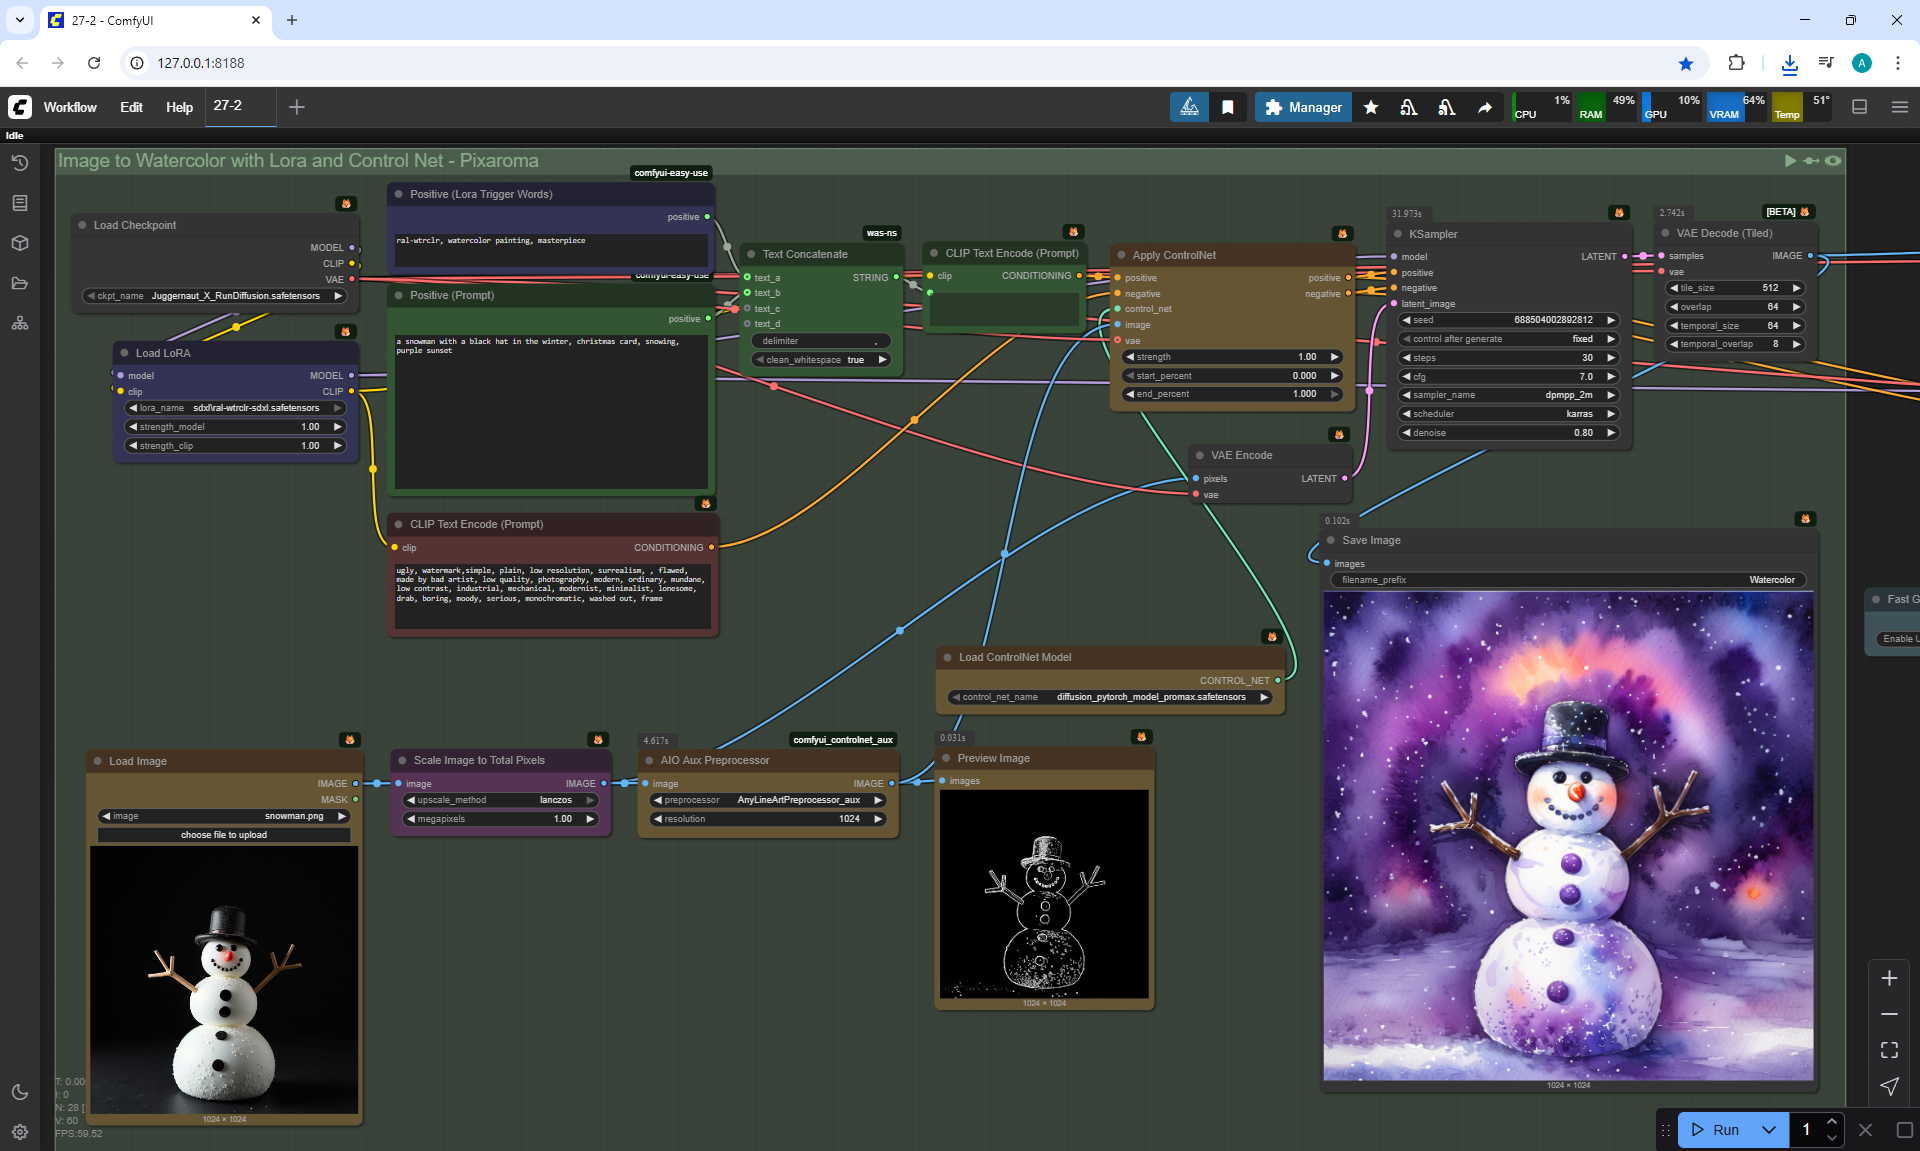 27-2 - ComfyUI
127.0.0.1:8188
A
Workflow
Edit
Help
27-2
Manager
CPU 1%
RAM 49%
GPU 10%
VRAM 64%
Temp 51°
Idle
Image to Watercolor with Lora and Control Net - Pixaroma
Load Checkpoint
MODEL
CLIP
VAE
ckpt_name Juggernaut_X_RunDiffusion.safetensors
Load LoRA
model MODEL
clip CLIP
lora_name sdxl\ral-wtrclr-sdxl.safetensors
strength_model 1.00
strength_clip 1.00
comfyui-easy-use
Positive (Lora Trigger Words)
positive
ral-wtrclr, watercolor painting, masterpiece
comfyui-easy-use
Positive (Prompt)
positive
a snowman with a black hat in the winter, christmas card, snowing,
purple sunset
CLIP Text Encode (Prompt)
clip CONDITIONING
ugly, watermark,simple, plain, low resolution, surrealism, , flawed,
made by bad artist, low quality, photography, modern, ordinary, mundane,
low contrast, industrial, mechanical, modernist, minimalist, lonesome,
drab, boring, moody, serious, monochromatic, washed out, frame
was-ns
Text Concatenate
text_a STRING
text_b
text_c
text_d
delimiter ,
clean_whitespace true
CLIP Text Encode (Prompt)
clip CONDITIONING
Apply ControlNet
positive positive
negative negative
control_net
image
vae
strength 1.00
start_percent 0.000
end_percent 1.000
31.973s
KSampler
model LATENT
positive
negative
latent_image
seed 688504002892812
control after generate fixed
steps 30
cfg 7.0
sampler_name dpmpp_2m
scheduler karras
denoise 0.80
2.742s
[BETA]
VAE Decode (Tiled)
samples IMAGE
vae
tile_size 512
overlap 64
temporal_size 64
temporal_overlap 8
VAE Encode
pixels LATENT
vae
0.102s
Save Image
images
filename_prefix Watercolor
1024 × 1024
Fast G
Enable U
Load ControlNet Model
CONTROL_NET
control_net_name diffusion_pytorch_model_promax.safetensors
Load Image
IMAGE
MASK
image snowman.png
choose file to upload
1024 × 1024
Scale Image to Total Pixels
image IMAGE
upscale_method lanczos
megapixels 1.00
4.617s
comfyui_controlnet_aux
AIO Aux Preprocessor
image IMAGE
preprocessor AnyLineArtPreprocessor_aux
resolution 1024
0.031s
Preview Image
images
1024 × 1024
T: 0.00
I: 0
N: 28 [
V: 60
FPS:59.52
Run
1